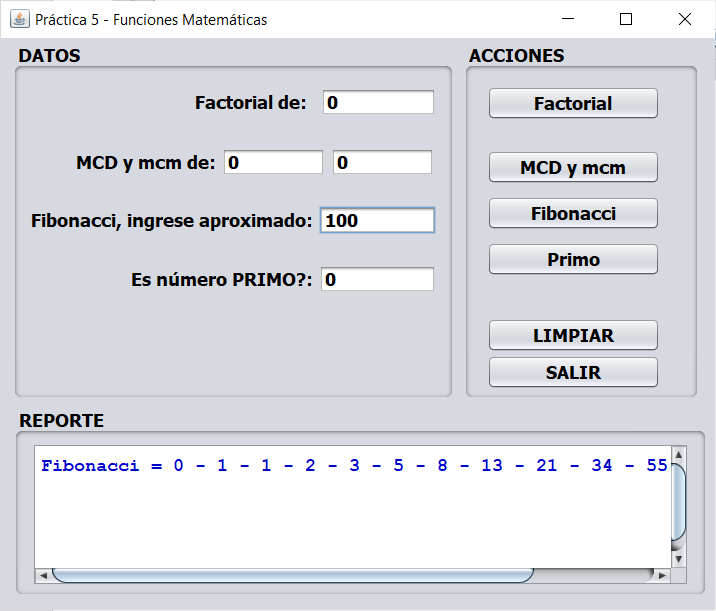 Práctica 5 - Funciones Matemáticas
DATOS
Factorial de: 0
MCD y mcm de: 0 0
Fibonacci, ingrese aproximado: 100
Es número PRIMO?: 0
ACCIONES
Factorial
MCD y mcm
Fibonacci
Primo
LIMPIAR
SALIR
REPORTE
Fibonacci = 0 - 1 - 1 - 2 - 3 - 5 - 8 - 13 - 21 - 34 - 55